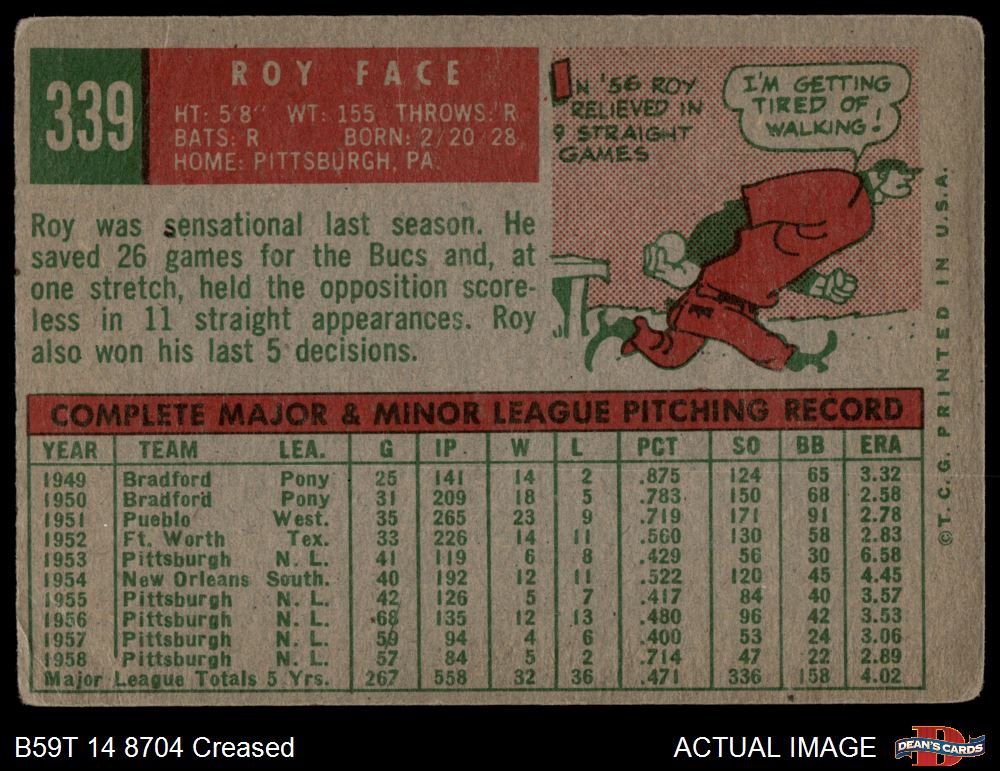 339
ROY FACE
HT: 5'8" WT: 155 THROWS: R
BATS: R BORN: 2/20/28
HOME: PITTSBURGH, PA.
IN '56 ROY
RELIEVED IN
9 STRAIGHT
GAMES
I'M GETTING
TIRED OF
WALKING!
Roy was sensational last season. He
saved 26 games for the Bucs and, at
one stretch, held the opposition score-
less in 11 straight appearances. Roy
also won his last 5 decisions.
COMPLETE MAJOR & MINOR LEAGUE PITCHING RECORD
YEAR TEAM LEA. G IP W L PCT SO BB ERA
1949 Bradford Pony 25 141 14 2 .875 124 65 3.32
1950 Bradford Pony 31 209 18 5 .783 150 68 2.58
1951 Pueblo West. 35 265 23 9 .719 171 91 2.78
1952 Ft. Worth Tex. 33 226 14 11 .560 130 58 2.83
1953 Pittsburgh N. L. 41 119 6 8 .429 56 30 6.58
1954 New Orleans South. 40 192 12 11 .522 120 45 4.45
1955 Pittsburgh N. L. 42 126 5 7 .417 84 40 3.57
1956 Pittsburgh N. L. 68 135 12 13 .480 96 42 3.53
1957 Pittsburgh N. L. 59 94 4 6 .400 53 24 3.06
1958 Pittsburgh N. L. 57 84 5 2 .714 47 22 2.89
Major League Totals 5 Yrs. 267 558 32 36 .471 336 158 4.02
©T. C. G. PRINTED IN U.S.A.
B59T 14 8704 Creased
ACTUAL IMAGE
DEAN'S CARDS